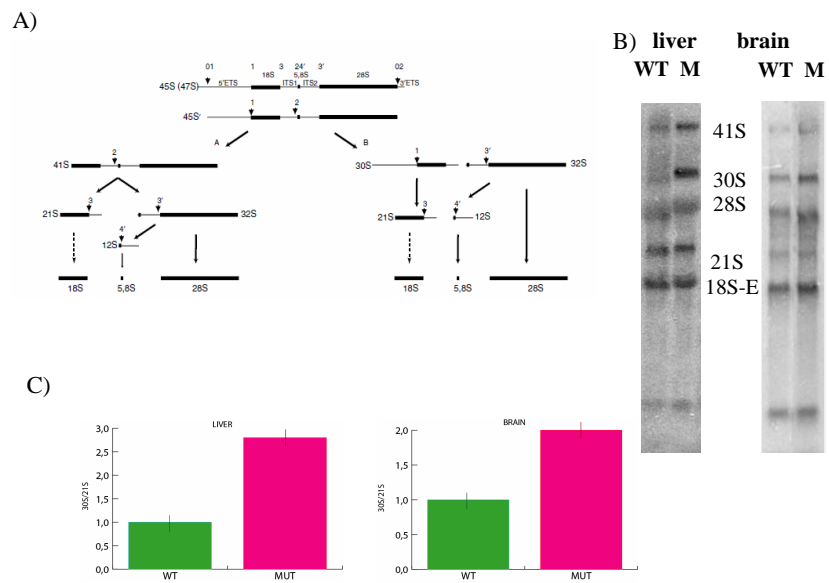 A)
01 1 3 24' 3' 02
18S 5,8S 28S
45S (47S) 5'ETS ITS1 ITS2 3'ETS
45S' 1 2
A B
41S 2
30S 1 3' 32S
21S 3 3' 32S
21S 3 4' 12S
12S 4'
18S 5,8S 28S
18S 5,8S 28S
B) liver brain
WT M WT M
41S
30S
28S
21S
18S-E
C)
LIVER
3,0
2,5
2,0
1,5
1,0
0,5
0,0
30S/21S
WT MUT
BRAIN
2,0
1,5
1,0
0,5
0,0
30S/21S
WT MUT